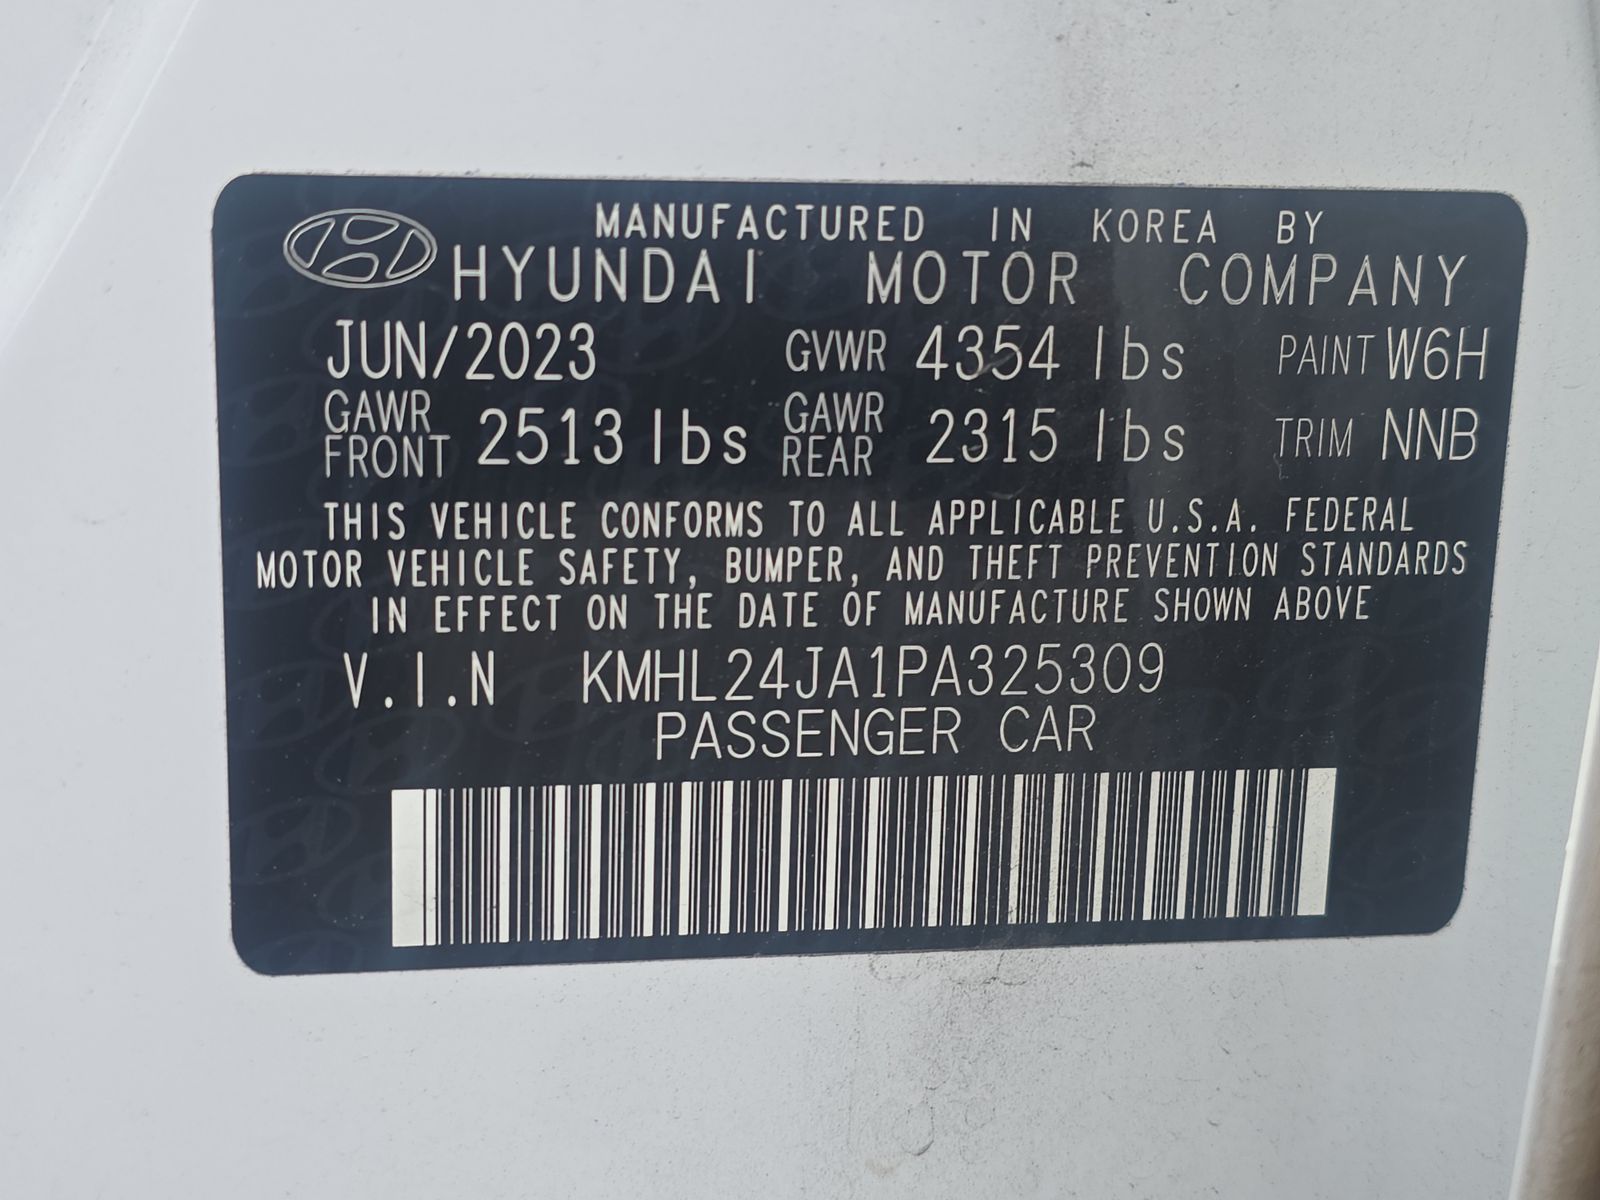 MANUFACTURED IN KOREA BY
HYUNDAI MOTOR COMPANY
JUN/2023 GVWR 4354 lbs PAINT W6H
GAWR FRONT 2513 lbs GAWR REAR 2315 lbs TRIM NNB
THIS VEHICLE CONFORMS TO ALL APPLICABLE U.S.A. FEDERAL
MOTOR VEHICLE SAFETY, BUMPER, AND THEFT PREVENTION STANDARDS
IN EFFECT ON THE DATE OF MANUFACTURE SHOWN ABOVE
V.I.N KMHL24JA1PA325309
PASSENGER CAR